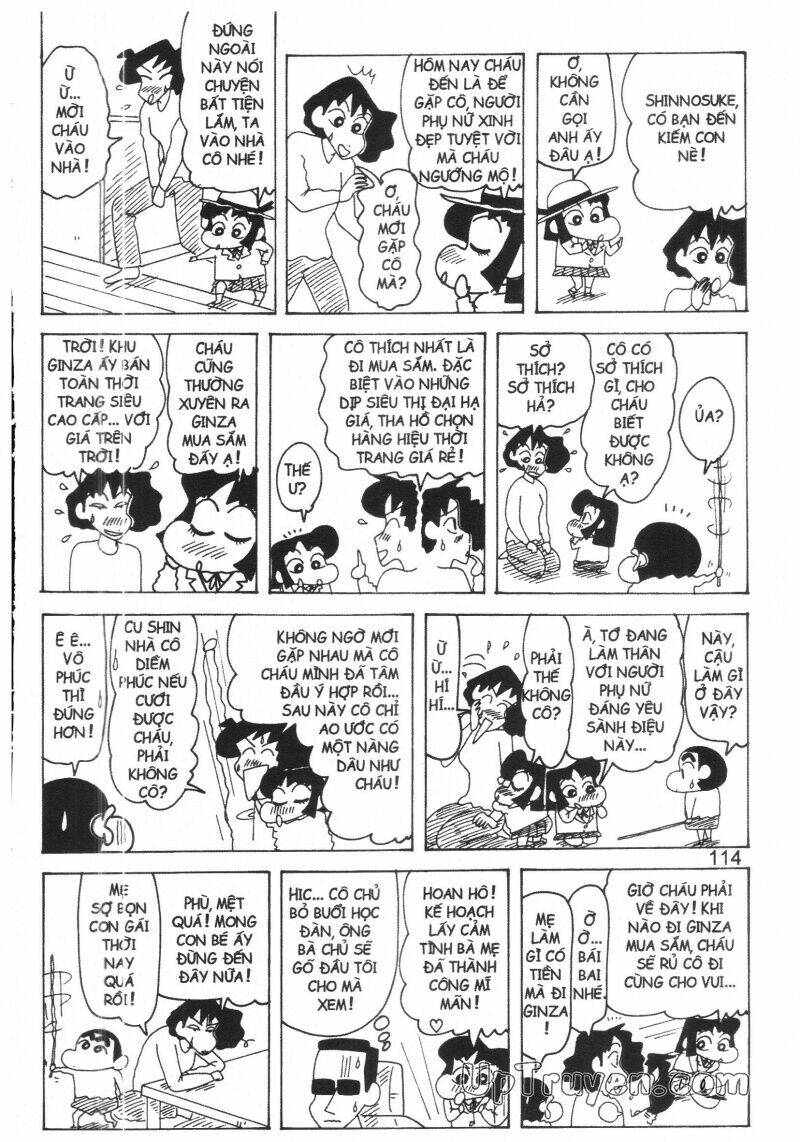 SHINNOSUKE,
CÓ BẠN ĐẾN
KIẾM CON
NÈ!
Ơ,
KHÔNG
CẦN
GỌI
ANH ẤY
ĐÂU Ạ!
HÔM NAY CHÁU
ĐẾN LÀ ĐỂ
GẶP CÔ, NGƯỜI
PHỤ NỮ XINH
ĐẸP TUYỆT VỜI
MÀ CHÁU
NGƯỠNG MỘ!
Ơ,
CHÁU
MỚI
GẶP
CÔ
MÀ?
ĐỨNG
NGOÀI
NÀY NÓI
CHUYỆN
BẤT TIỆN
LẮM, TA
VÀO NHÀ
CÔ NHÉ!
Ừ
Ừ...
MỜI
CHÁU
VÀO
NHÀ!
ỦA?
CÔ CÓ
SỞ THÍCH
GÌ, CHO
CHÁU
BIẾT
ĐƯỢC
KHÔNG
Ạ?
SỞ
THÍCH?
SỞ THÍCH
HẢ?
CÔ THÍCH NHẤT LÀ
ĐI MUA SẮM. ĐẶC
BIỆT VÀO NHỮNG
DỊP SIÊU THỊ ĐẠI HẠ
GIÁ, THA HỒ CHỌN
HÀNG HIỆU THỜI
TRANG GIÁ RẺ!
THẾ
Ư?
CHÁU
CŨNG
THƯỜNG
XUYÊN RA
GINZA
MUA SẮM
ĐẤY Ạ!
TRỜI! KHU
GINZA ẤY BÁN
TOÀN THỜI
TRANG SIÊU
CAO CẤP... VỚI
GIÁ TRÊN
TRỜI!
NÀY,
CẬU
LÀM GÌ
Ở ĐÂY
VẬY?
À, TỚ ĐANG
LÀM THÂN
VỚI NGƯỜI
PHỤ NỮ
ĐÁNG YÊU
SÀNH ĐIỆU
NÀY...
PHẢI
THẾ
KHÔNG
CÔ?
Ừ
Ừ... HÍ
HÍ...
KHÔNG NGỜ MỚI
GẶP NHAU MÀ CÔ
CHÁU MÌNH ĐÃ TÂM
ĐẦU Ý HỢP RỒI...
SAU NÀY CÔ CHỈ
AO ƯỚC CÓ
MỘT NÀNG
DÂU NHƯ
CHÁU!
CU SHIN
NHÀ CÔ
DIỄM
PHÚC NẾU
CƯỚI
ĐƯỢC
CHÁU,
PHẢI
KHÔNG
CÔ?
Ê Ê...
VÔ
PHÚC
THÌ
ĐÚNG
HƠN!
114
GIỜ CHÁU PHẢI
VỀ ĐÂY! KHI
NÀO ĐI GINZA
MUA SẮM, CHÁU
SẼ RỦ CÔ ĐI
CÙNG CHO VUI...
Ờ
Ờ...
BÁI
BAI
NHÉ.
MẸ
LÀM
GÌ CÓ
TIỀN
MÀ ĐI
GINZA!
HOAN HÔ!
KẾ HOẠCH
LẤY CẢM
TÌNH BÀ MẸ
ĐÃ THÀNH
CÔNG MĨ
MÃN!
HIC... CÔ CHỦ
BỎ BUỔI HỌC
ĐÀN, ÔNG
BÀ CHỦ SẼ
GÕ ĐẦU TÔI
CHO MÀ
XEM!
PHÙ, MỆT
QUÁ! MONG
CON BÉ ẤY
ĐỪNG ĐẾN
ĐÂY NỮA!
MẸ
SỢ BỌN
CON GÁI
THỜI
NAY
QUÁ
RỒI!
UpTruyen.com